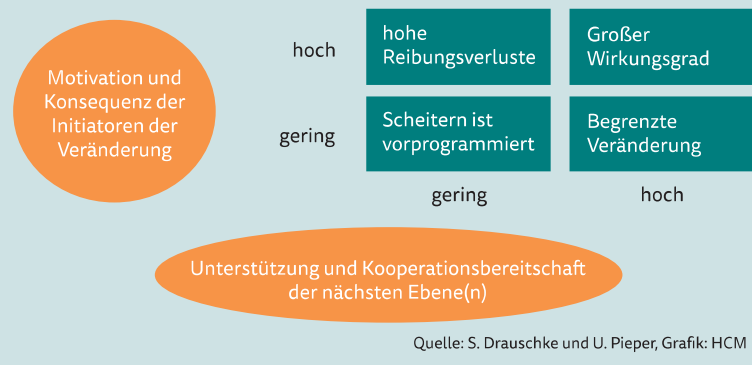 Motivation und
Konsequenz der
Initiatoren der
Veränderung
hoch
hohe
Reibungsverluste
Großer
Wirkungsgrad
gering
Scheitern ist
vorprogrammiert
Begrenzte
Veränderung
gering
hoch
Unterstützung und Kooperationsbereitschaft
der nächsten Ebene(n)
Quelle: S. Drauschke und U. Pieper, Grafik: HCM